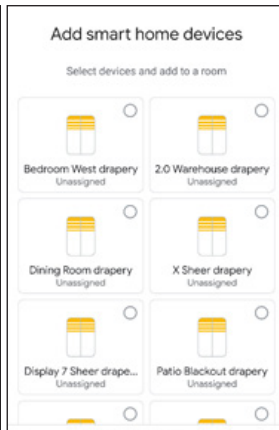 Add smart home devices
Select devices and add to a room
Bedroom West drapery
Unassigned
2.0 Warehouse drapery
Unassigned
Dining Room drapery
Unassigned
X Sheer drapery
Unassigned
Display 7 Sheer drape...
Unassigned
Patio Blackout drapery
Unassigned